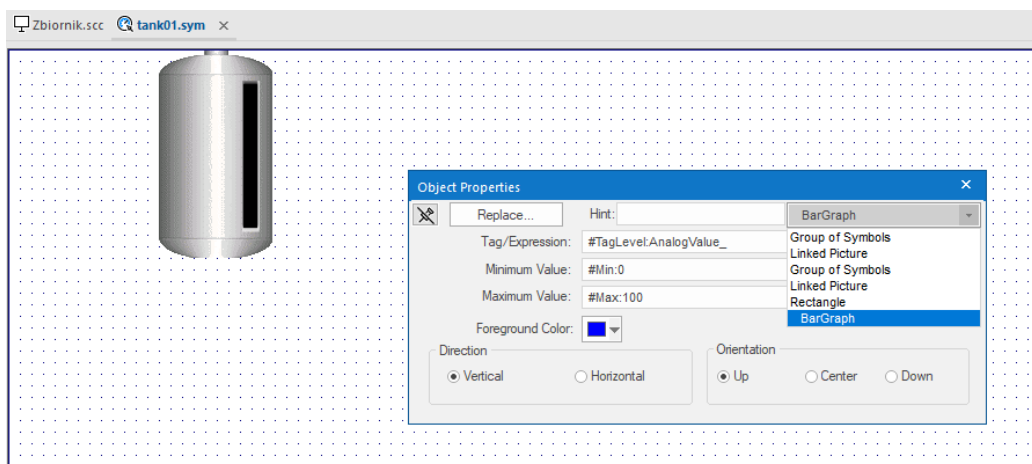 Zbiornik.scc tank01.sym ×
Object Properties ×
Replace... Hint: BarGraph
Tag/Expression: #TagLevel:AnalogValue_
Minimum Value: #Min:0
Maximum Value: #Max:100
Foreground Color:
Group of Symbols
Linked Picture
Group of Symbols
Linked Picture
Rectangle
BarGraph
Direction
Vertical Horizontal
Orientation
Up Center Down